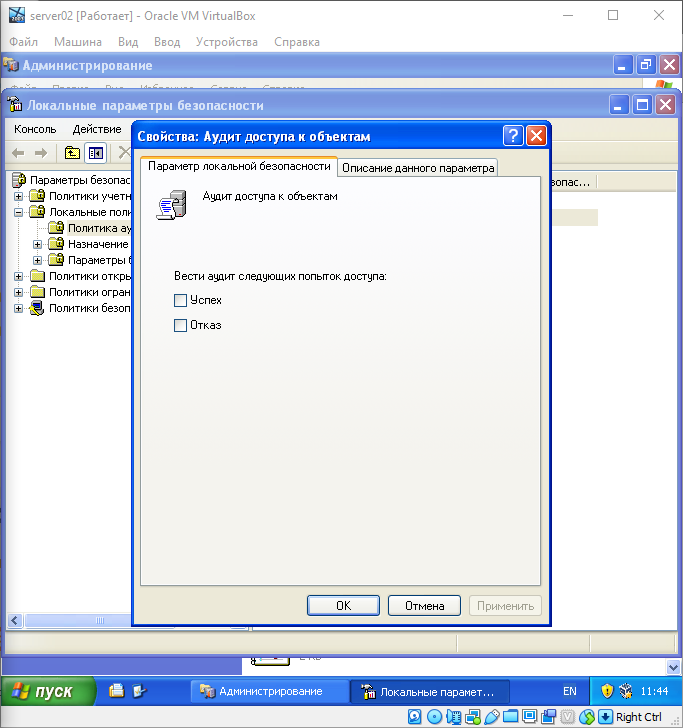 server02 [Работает] - Oracle VM VirtualBox
Файл Машина Вид Ввод Устройства Справка
Администрирование
Локальные параметры безопасности
Консоль Действие
Свойства: Аудит доступа к объектам
Параметр локальной безопасности
Описание данного параметра
Аудит доступа к объектам
Вести аудит следующих попыток доступа:
Успех
Отказ
Параметры безопас
Политики учетн
Локальные поли
Политика ау
Назначение
Параметры б
Политики откры
Политики огран
Политики безоп
опас...
OK Отмена Применить
пуск
Администрирование
Локальные парамет...
EN
11:44
Right Ctrl